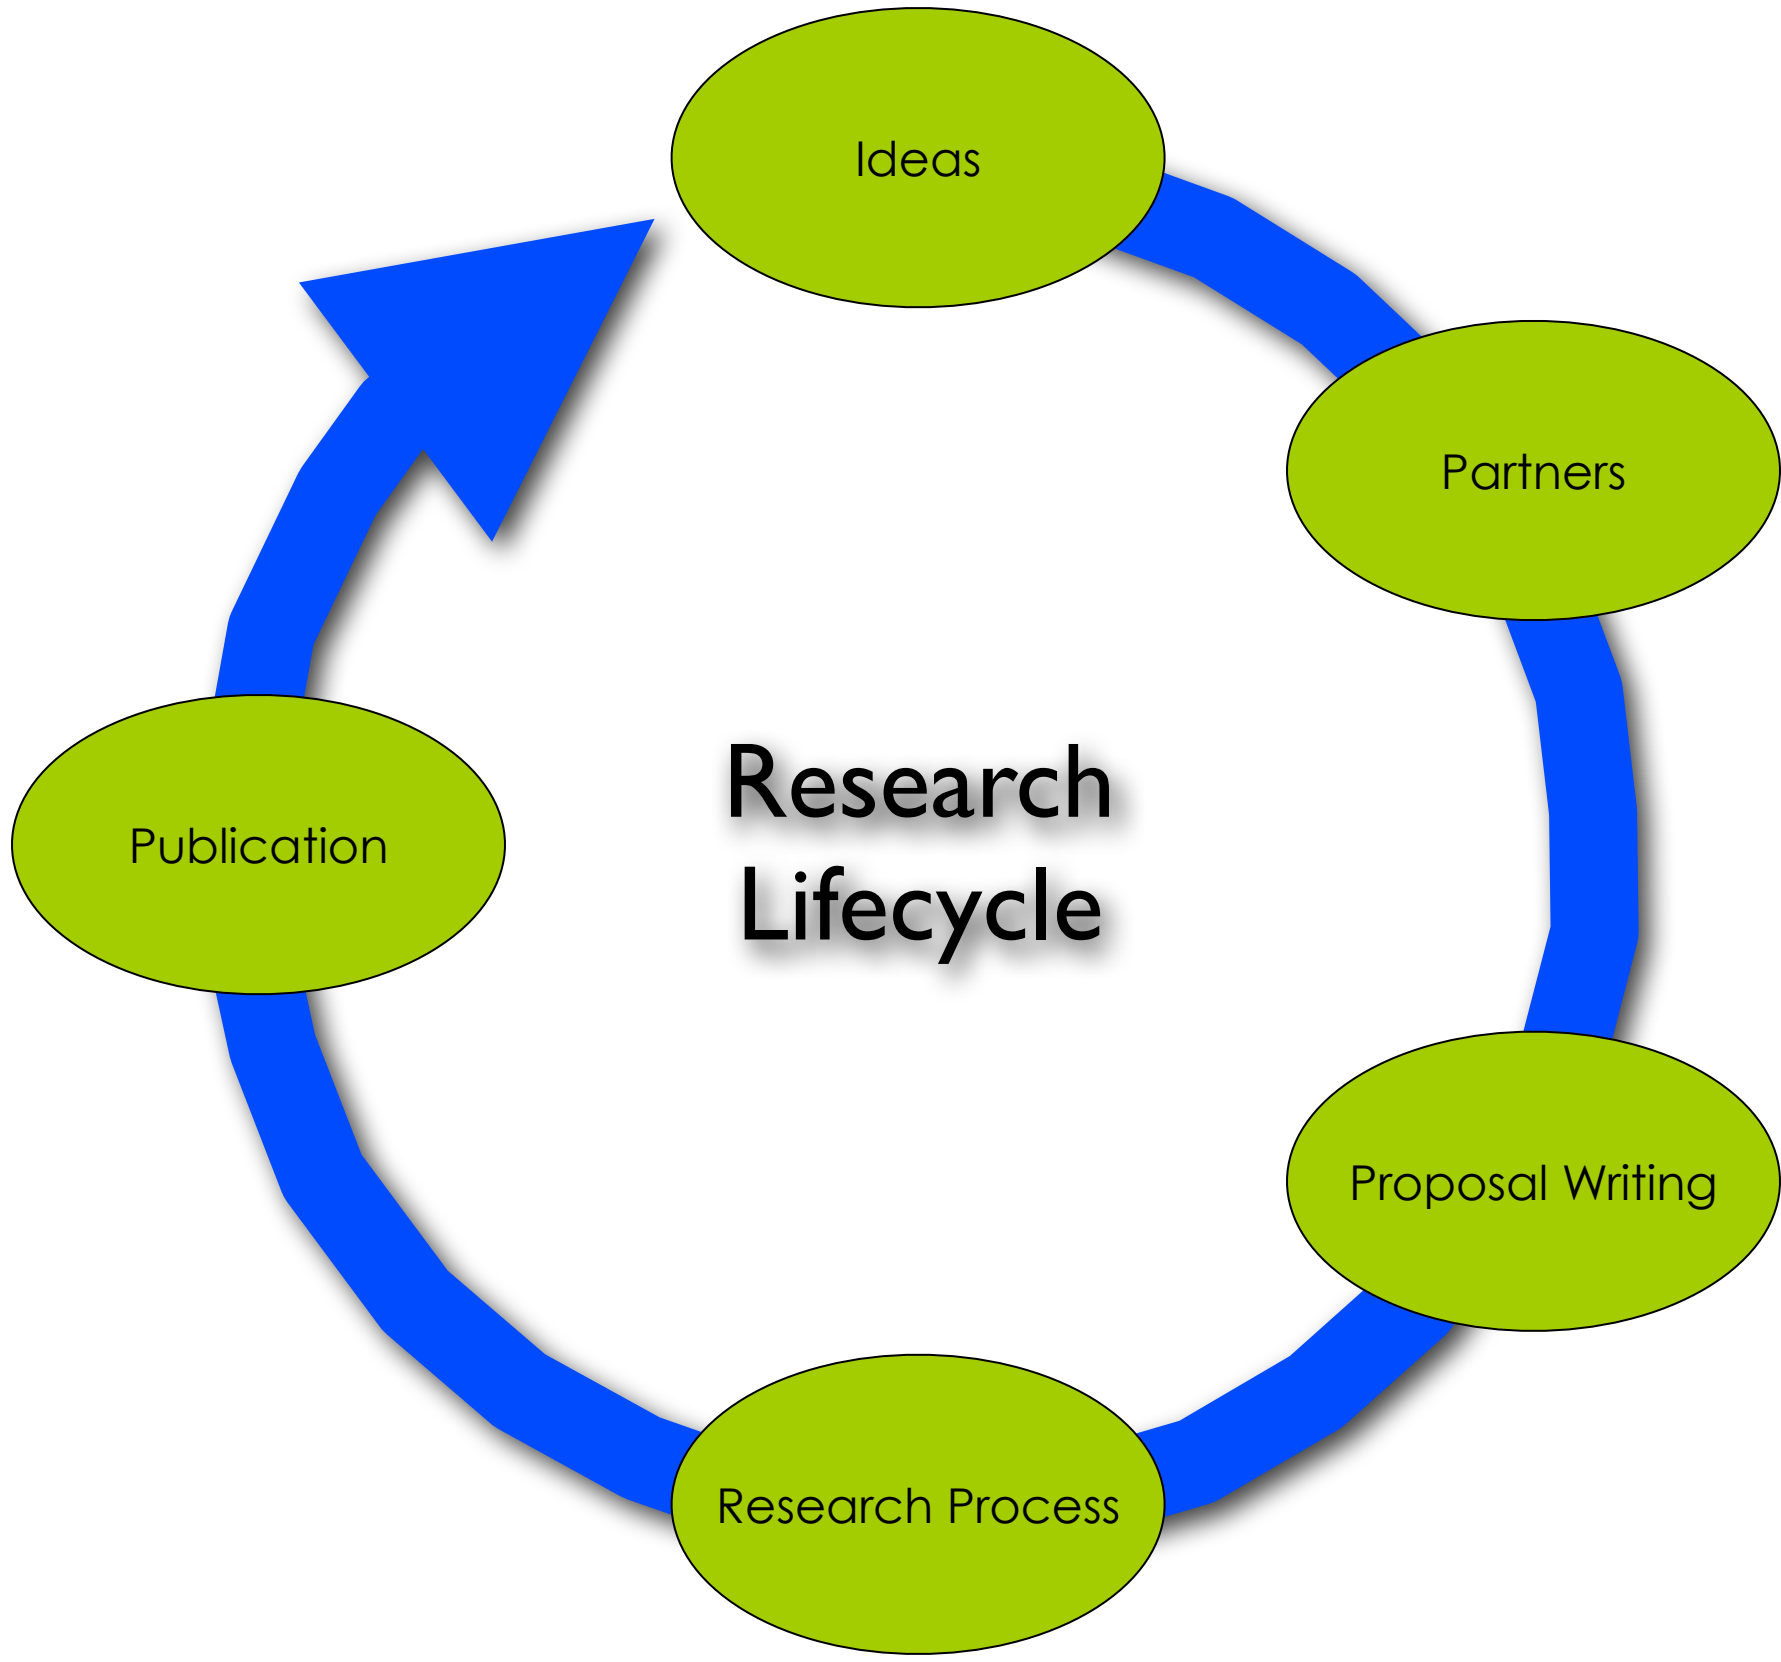 Ideas
Partners
Research
Lifecycle
Publication
Proposal Writing
Research Process